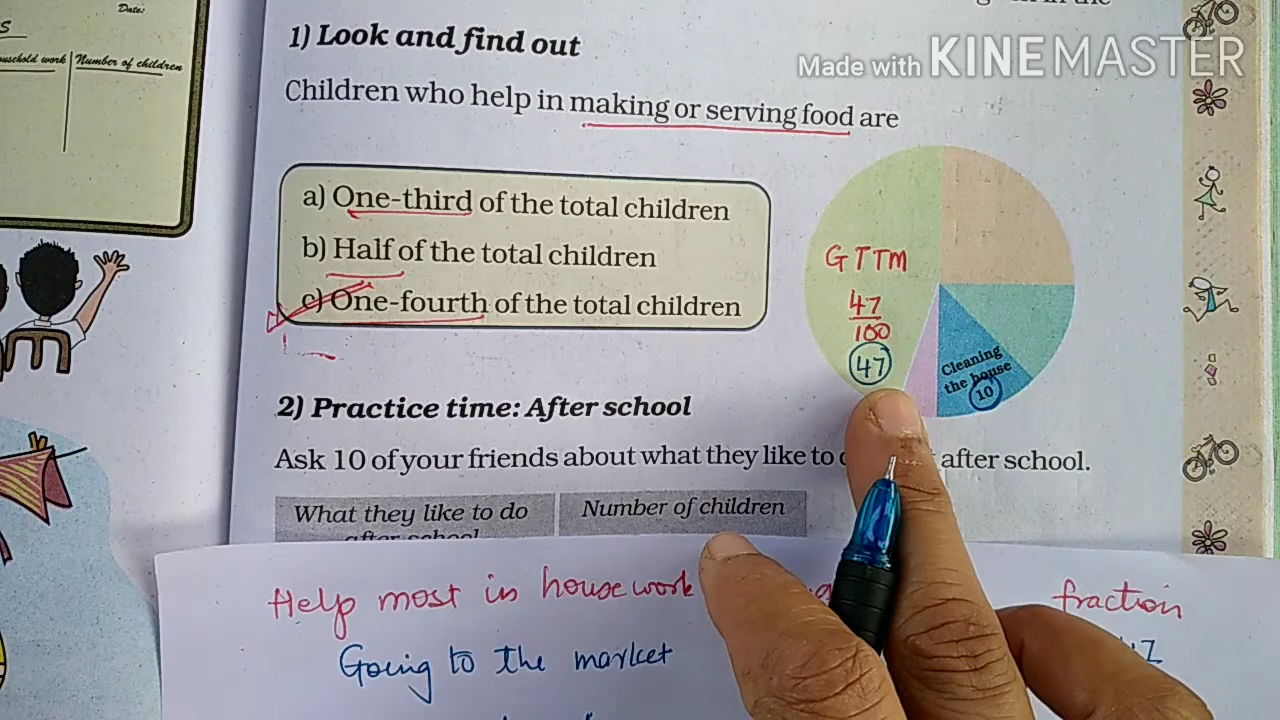 Date:
S
usehold work Number of children
Made with KINEMASTER
1) Look and find out
Children who help in making or serving food are
a) One-third of the total children
b) Half of the total children
c) One-fourth of the total children
GTTM
47
100
47
Cleaning
the house
10
2) Practice time: After school
Ask 10 of your friends about what they like to after school.
What they like to do
after school
Number of children
Help most in house work
fraction
Going to the market